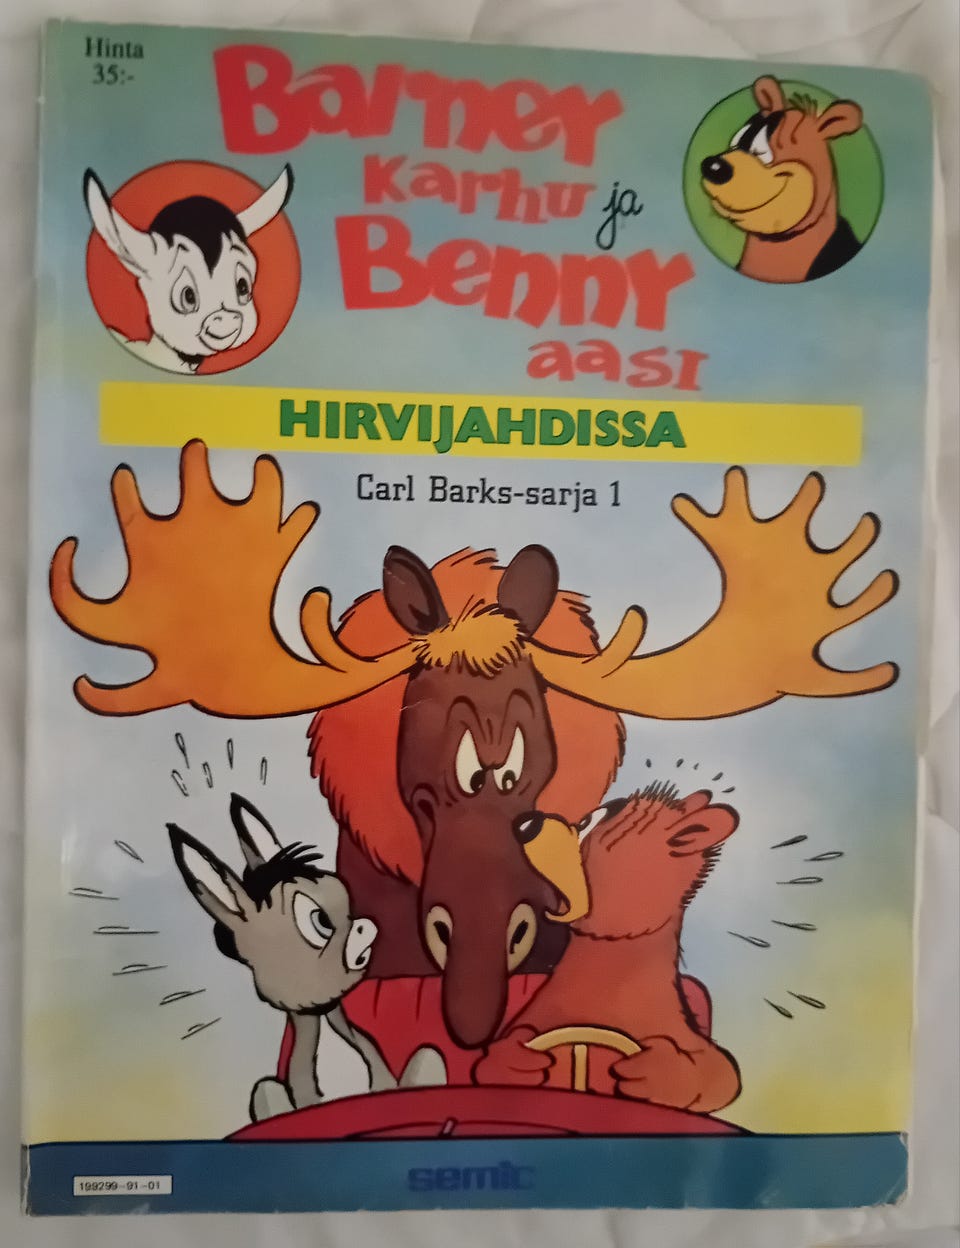 Hinta
35:-
Barney
Karhu ja
Benny
aasi
HIRVIJAHDISSA
Carl Barks-sarja 1
semic
199299-91-01